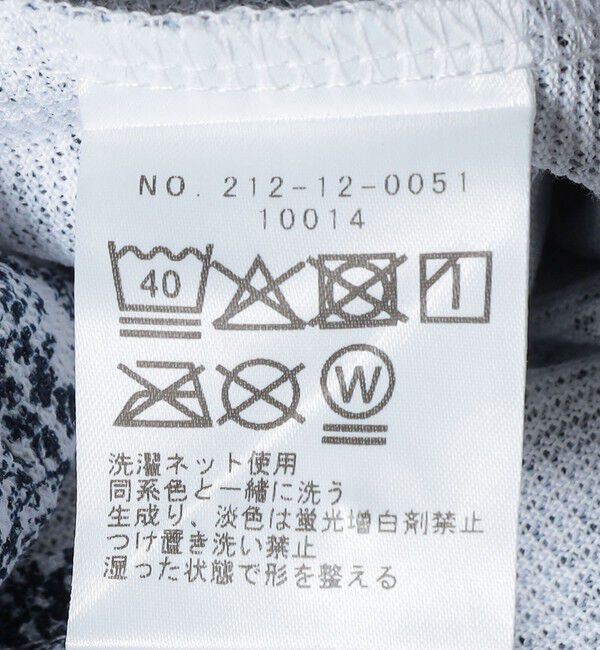 NO. 212-12-0051
10014
40
W
洗濯ネット使用
同系色と一緒に洗う
生成り、淡色は蛍光増白剤禁止
つけ置き洗い禁止
湿った状態で形を整える